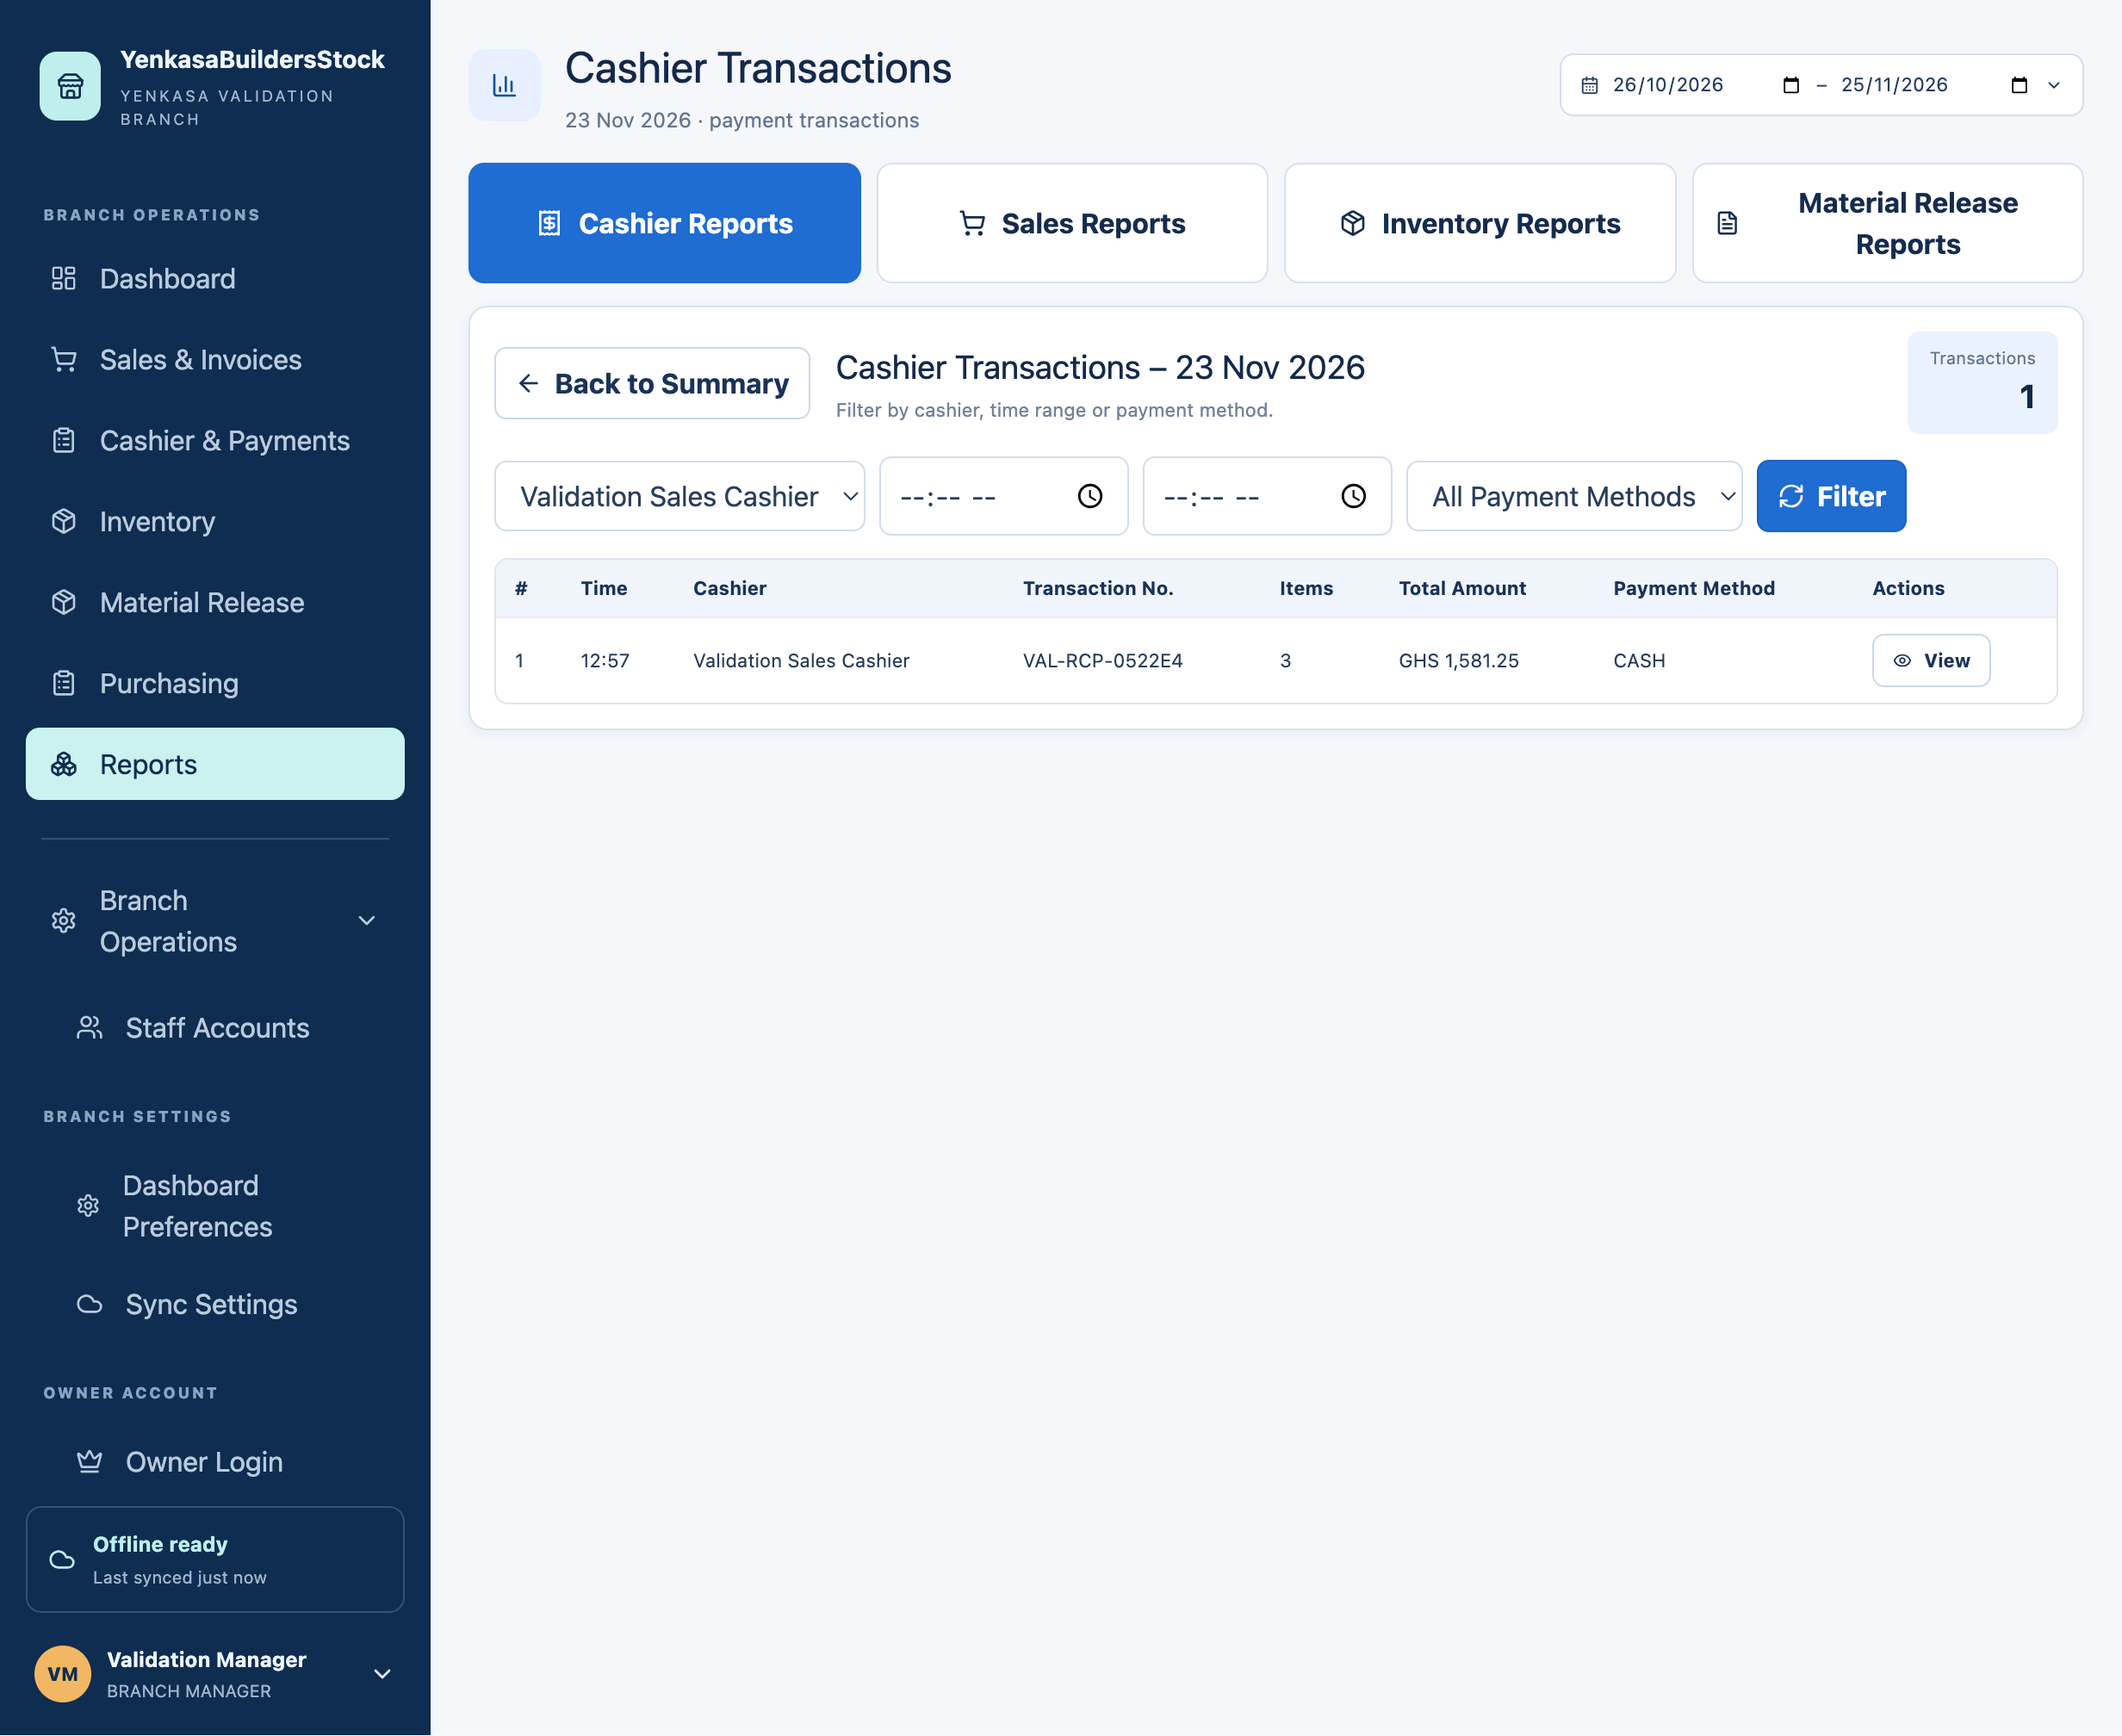 YenkasaBuildersStock
YENKASA VALIDATION
BRANCH
BRANCH OPERATIONS
Dashboard
Sales & Invoices
Cashier & Payments
Inventory
Material Release
Purchasing
Reports
Branch
Operations
Staff Accounts
BRANCH SETTINGS
Dashboard
Preferences
Sync Settings
OWNER ACCOUNT
Owner Login
Offline ready
Last synced just now
VM
Validation Manager
BRANCH MANAGER
Cashier Transactions
23 Nov 2026 · payment transactions
26/10/2026 – 25/11/2026
Cashier Reports
Sales Reports
Inventory Reports
Material Release
Reports
Back to Summary
Cashier Transactions – 23 Nov 2026
Filter by cashier, time range or payment method.
Transactions
1
Validation Sales Cashier --:-- -- --:-- -- All Payment Methods Filter
# Time Cashier Transaction No. Items Total Amount Payment Method Actions
1 12:57 Validation Sales Cashier VAL-RCP-0522E4 3 GHS 1,581.25 CASH View